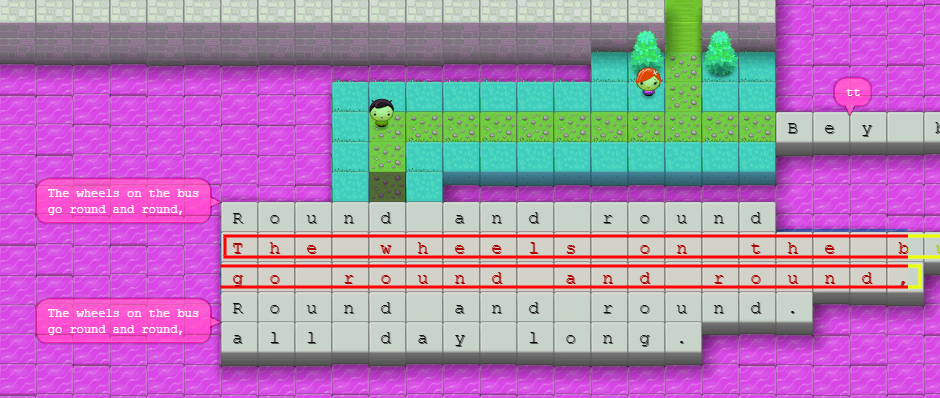 tt
Bey b
The wheels on the bus
go round and round,
Round and round
The wheels on the bu
go round and round,
The wheels on the bus
go round and round,
Round and round.
all day long.